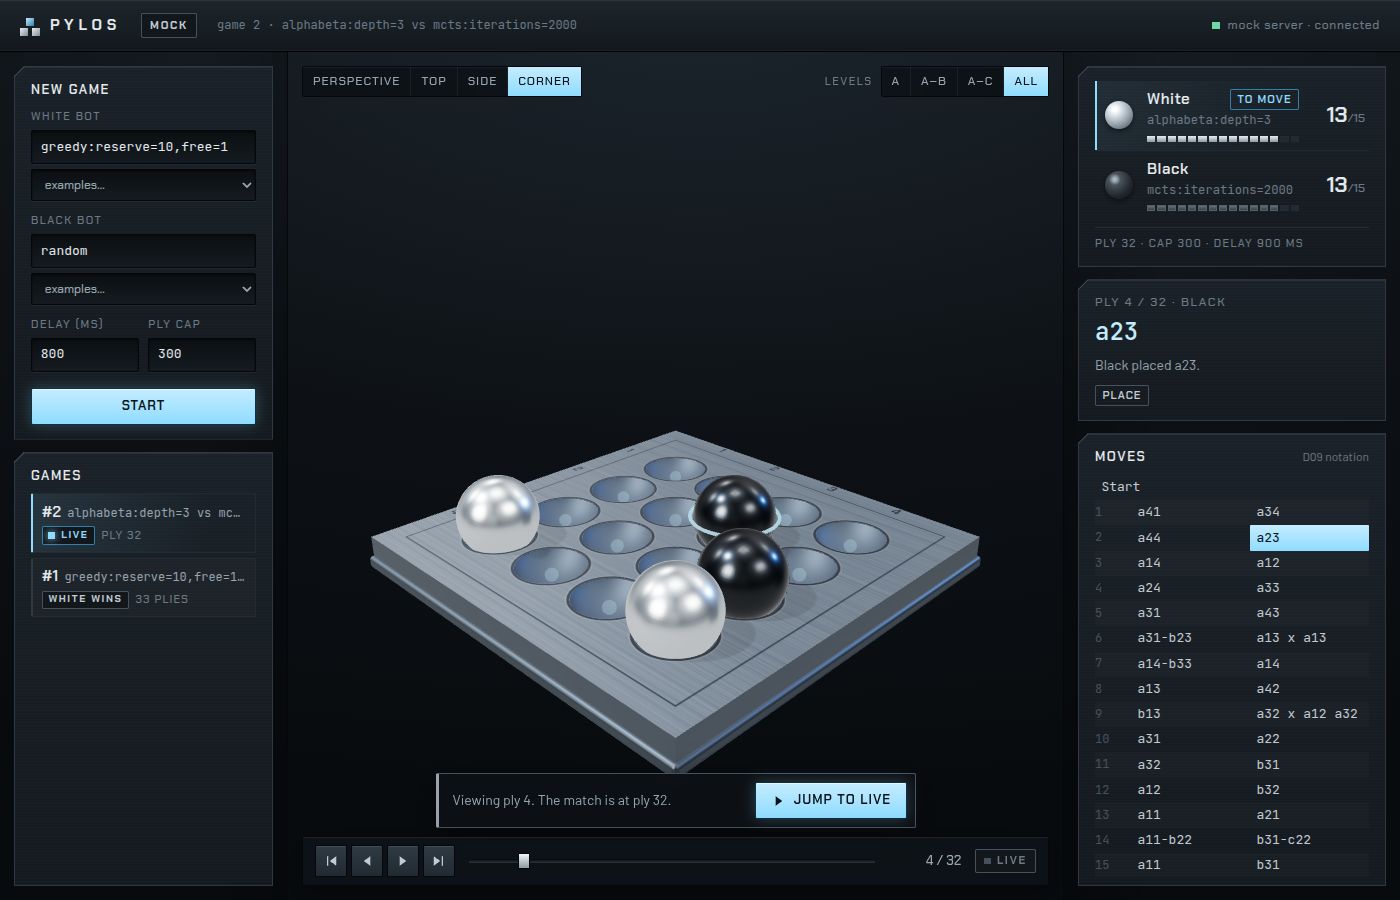 PYLOS
MOCK
game 2 · alphabeta:depth=3 vs mcts:iterations=2000
mock server · connected
NEW GAME
WHITE BOT
greedy:reserve=10,free=1
examples...
BLACK BOT
random
examples...
DELAY (MS)
PLY CAP
800
300
START
GAMES
#2 alphabeta:depth=3 vs mc…
LIVE
PLY 32
#1 greedy:reserve=10,free=1…
WHITE WINS
33 PLIES
PERSPECTIVE
TOP
SIDE
CORNER
LEVELS
A
A–B
A–C
ALL
Viewing ply 4. The match is at ply 32.
JUMP TO LIVE
4 / 32
LIVE
White
TO MOVE
alphabeta:depth=3
13/15
Black
mcts:iterations=2000
13/15
PLY 32 · CAP 300 · DELAY 900 MS
PLY 4 / 32 · BLACK
a23
Black placed a23.
PLACE
MOVES
D09 notation
Start
1 a41 a34
2 a44 a23
3 a14 a12
4 a24 a33
5 a31 a43
6 a31-b23 a13 x a13
7 a14-b33 a14
8 a13 a42
9 b13 a32 x a12 a32
10 a31 a22
11 a32 b31
12 a12 b32
13 a11 a21
14 a11-b22 b31-c22
15 a11 b31